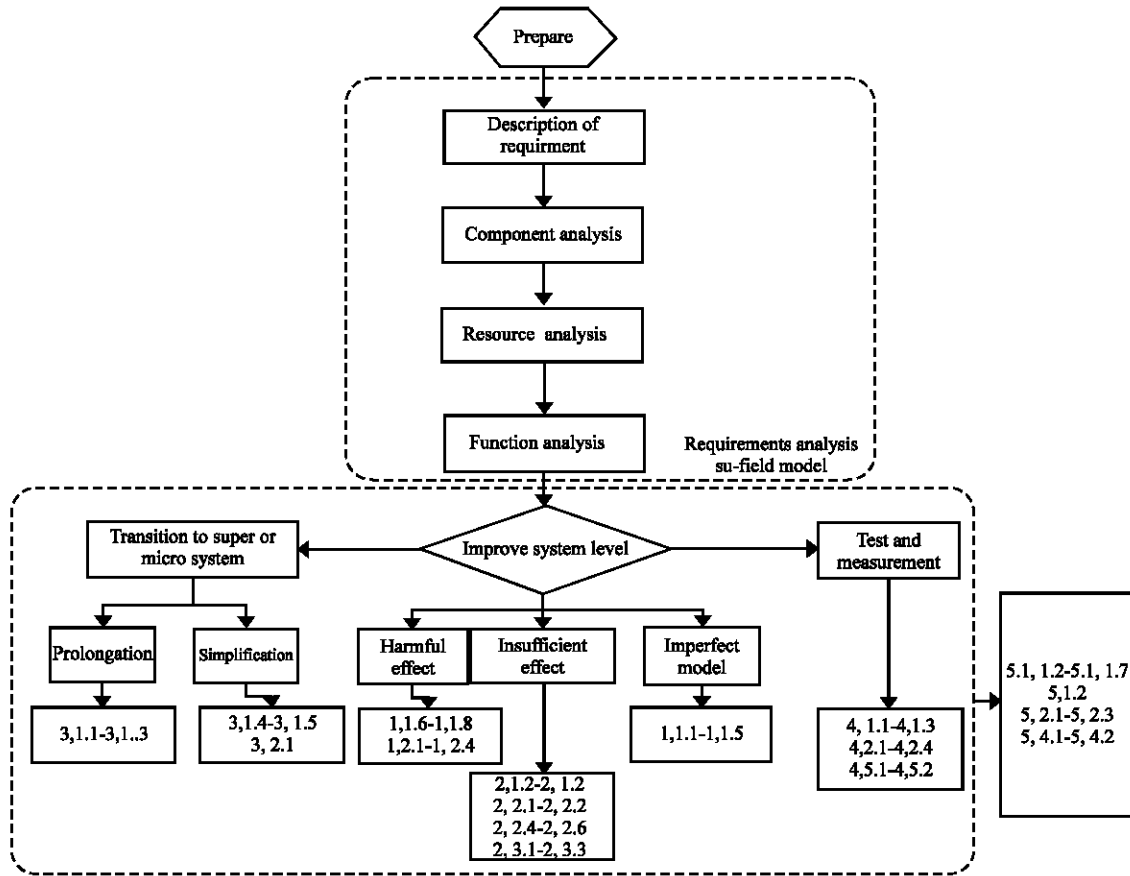 Prepare
Description of
requirment
Component analysis
Resource analysis
Function analysis
Requirements analysis
su-field model
Transition to super or
micro system
Improve system level
Test and
measurement
Prolongation
Simplification
Harmful
effect
Insufficient
effect
Imperfect
model
3,1.1-3,1..3
3,1.4-3, 1.5
3, 2.1
1,1.6-1,1.8
1,2.1-1, 2.4
2,1.2-2, 1.2
2, 2.1-2, 2.2
2, 2.4-2, 2.6
2, 3.1-2, 3.3
1,1.1-1,1.5
4, 1.1-4,1.3
4,2.1-4,2.4
4,5.1-4,5.2
5.1, 1.2-5.1, 1.7
5,1.2
5, 2.1-5, 2.3
5, 4.1-5, 4.2